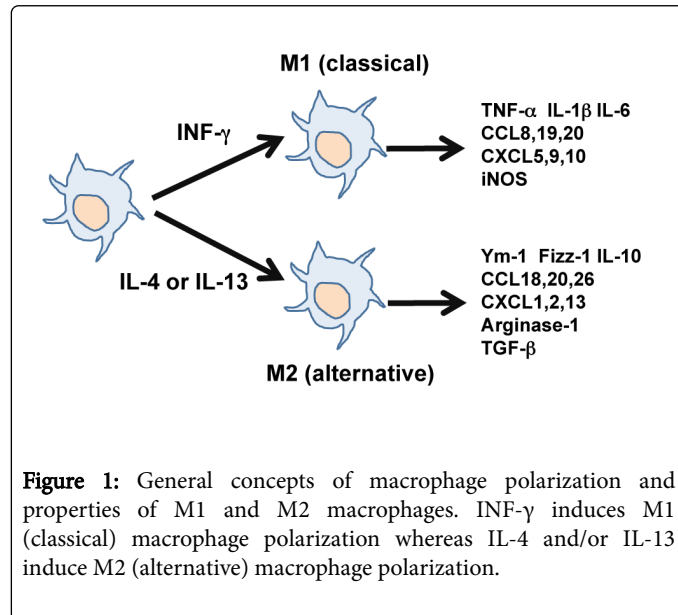 M1 (classical)
INF-γ
TNF-α IL-1β IL-6
CCL8,19,20
CXCL5,9,10
iNOS
IL-4 or IL-13
Ym-1 Fizz-1 IL-10
CCL18,20,26
CXCL1,2,13
Arginase-1
TGF-β
M2 (alternative)
Figure 1: General concepts of macrophage polarization and
properties of M1 and M2 macrophages. INF-γ induces M1
(classical) macrophage polarization whereas IL-4 and/or IL-13
induce M2 (alternative) macrophage polarization.